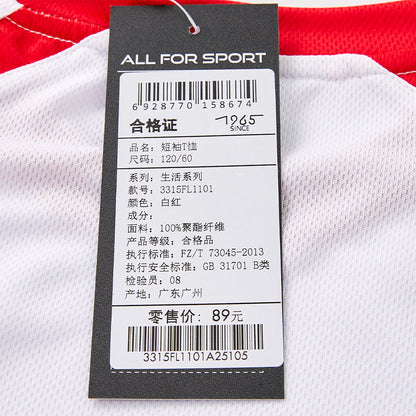 ALL FOR SPORT
6 928770 158674
合格证 1965
SINCE
品名: 短袖T恤
尺码: 120/60
系列: 生活系列
款号: 3315FL1101
颜色: 白红
成分:
面料: 100%聚酯纤维
产品等级: 合格品
执行标准: FZ/T 73045-2013
执行安全标准: GB 31701 B类
检验员: 08
产地: 广东广州
零售价: 89元
3315FL1101A25105